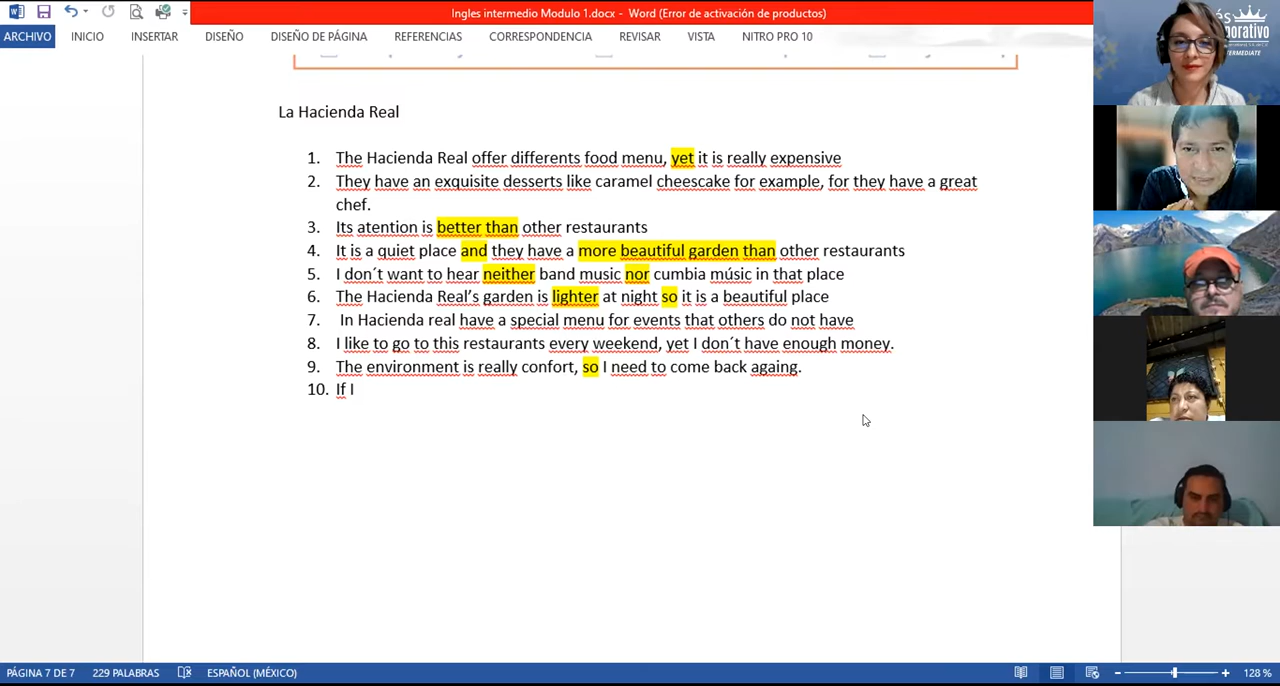 Ingles intermedio Modulo 1.docx - Word (Error de activación de productos)
ARCHIVO INICIO INSERTAR DISEÑO DISEÑO DE PÁGINA REFERENCIAS CORRESPONDENCIA REVISAR VISTA NITRO PRO 10
La Hacienda Real
1. The Hacienda Real offer differents food menu, yet it is really expensive
2. They have an exquisite desserts like caramel cheescake for example, for they have a great
chef.
3. Its atention is better than other restaurants
4. It is a quiet place and they have a more beautiful garden than other restaurants
5. I don´t want to hear neither band music nor cumbia músic in that place
6. The Hacienda Real’s garden is lighter at night so it is a beautiful place
7. In Hacienda real have a special menu for events that others do not have
8. I like to go to this restaurants every weekend, yet I don´t have enough money.
9. The environment is really confort, so I need to come back againg.
10. If I
PÁGINA 7 DE 7 229 PALABRAS ESPAÑOL (MÉXICO) 128 %